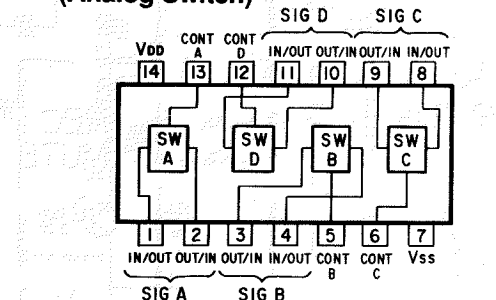 (Analog Switch)
SIG D SIG C
VDD CONT A CONT D IN/OUT OUT/IN OUT/IN IN/OUT
14 13 12 11 10 9 8
SW A SW D SW B SW C
1 2 3 4 5 6 7
IN/OUT OUT/IN OUT/IN IN/OUT CONT B CONT C VSS
SIG A SIG B